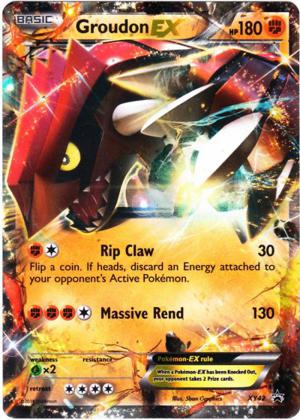 BASIC
Groudon EX HP180
Rip Claw 30
Flip a coin. If heads, discard an Energy attached to
your opponent's Active Pokémon.
Massive Rend 130
weakness resistance
×2
retreat
Pokémon-EX rule
When a Pokémon-EX has been Knocked Out,
your opponent takes 2 Prize cards.
Illus.
XY42